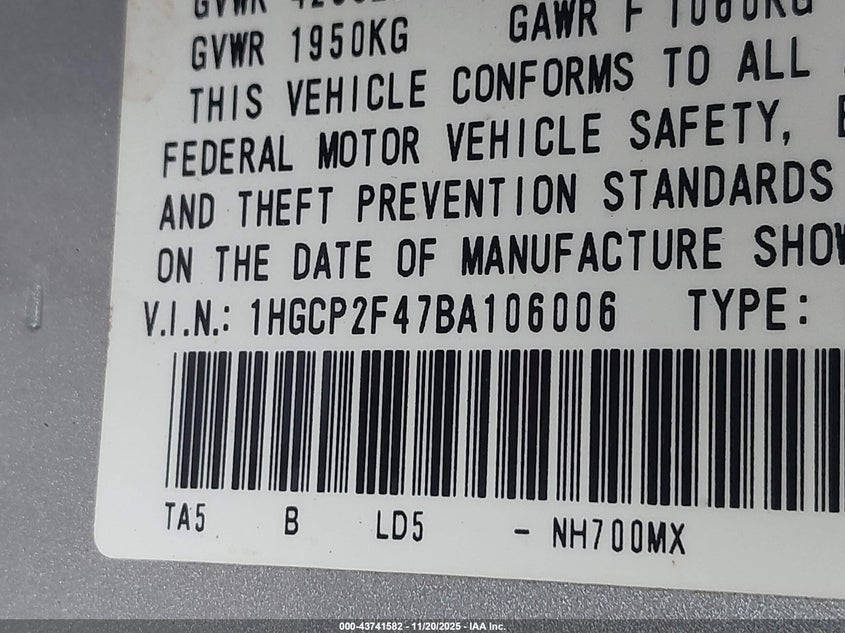 GVWR
GVWR 1950KG GAWR F 1060KG
THIS VEHICLE CONFORMS TO ALL
FEDERAL MOTOR VEHICLE SAFETY,
AND THEFT PREVENTION STANDARDS
ON THE DATE OF MANUFACTURE
V.I.N.: 1HGCP2F47BA106006 TYPE:
TA5 B LD5 - NH700MX
000-43741582 - 11/20/2025 - IAA Inc.